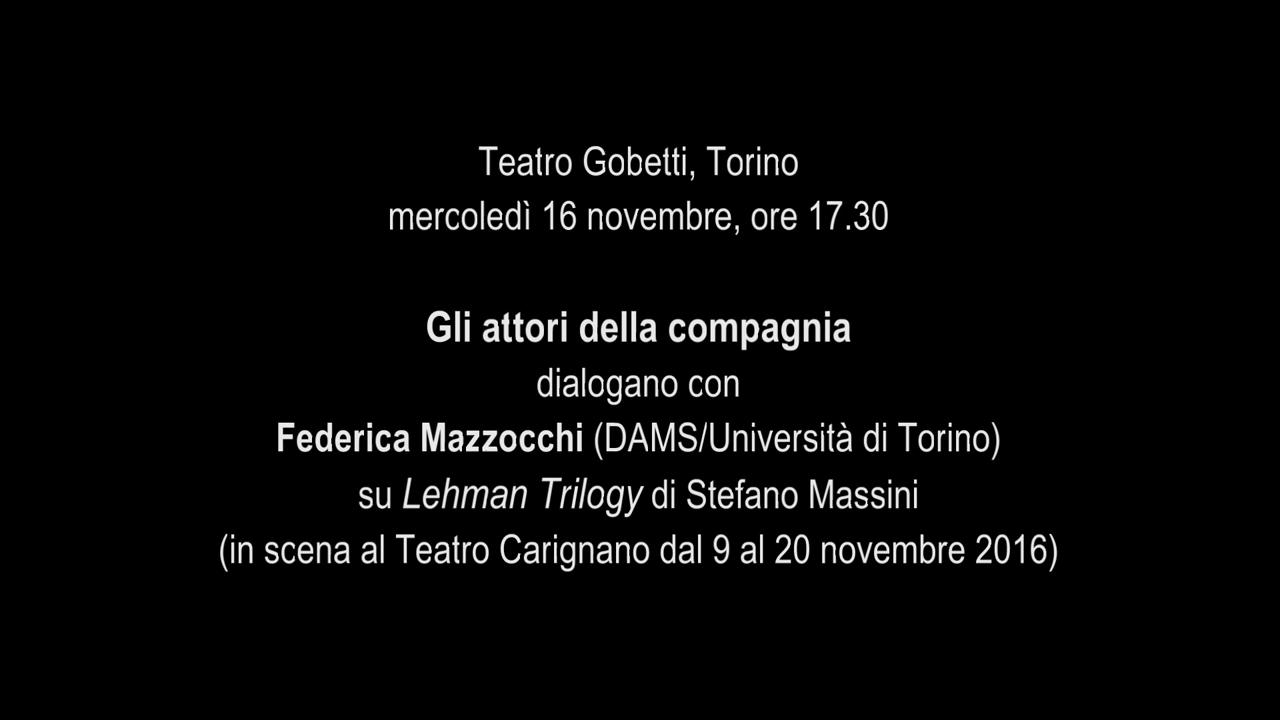 Teatro Gobetti, Torino
mercoledì 16 novembre, ore 17.30
Gli attori della compagnia
dialogano con
Federica Mazzocchi (DAMS/Università di Torino)
su Lehman Trilogy di Stefano Massini
(in scena al Teatro Carignano dal 9 al 20 novembre 2016)